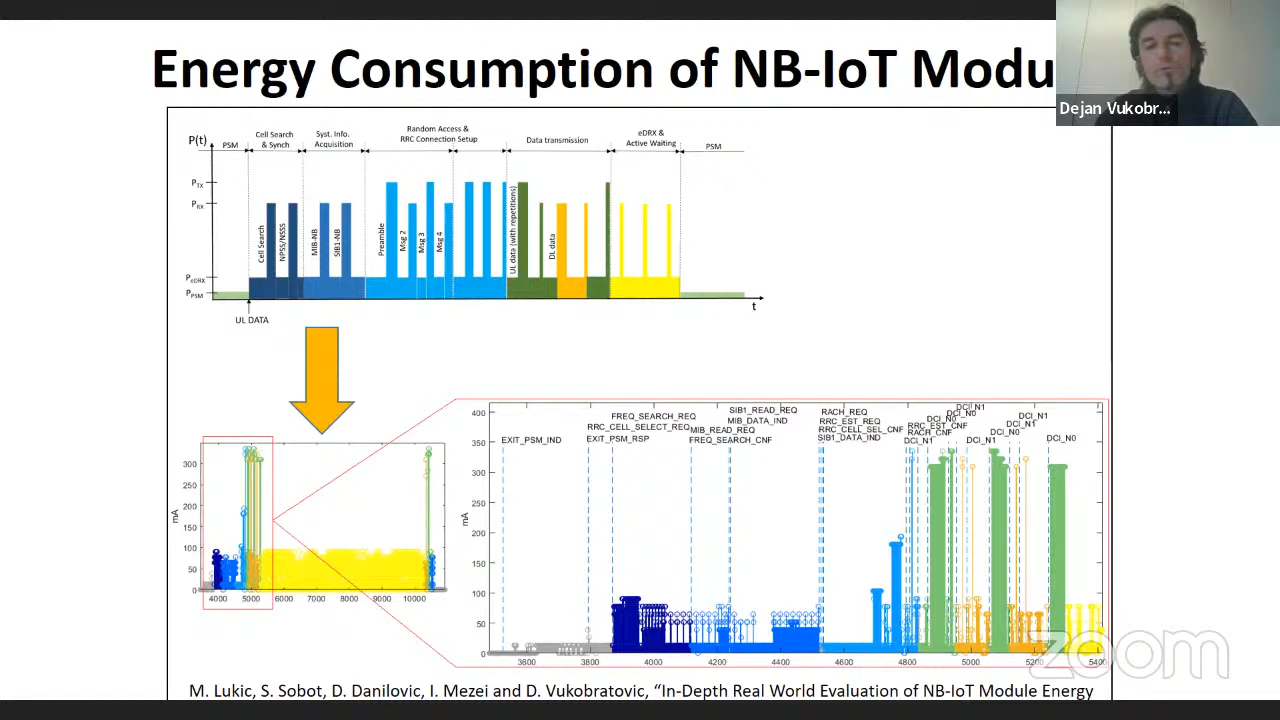 Energy Consumption of NB-IoT Modu
Dejan Vukobr...
P(t)
PSM
Cell Search
& Synch
Syst. Info.
Acquisition
Random Access &
RRC Connection Setup
Data transmission
eDRX &
Active Waiting
PSM
PTX
PRX
PeDRX
PPSM
Cell Search
NPSS/NSSS
MIB-NB
SIB1-NB
Preamble
Msg 2
Msg 3
Msg 4
UL data (with repetitions)
DL data
t
UL DATA
mA
300
250
200
150
100
50
0
4000 5000 6000 7000 8000 9000 10000
mA
400
350
300
250
200
150
100
50
0
EXIT_PSM_IND
FREQ_SEARCH_REQ
RRC_CELL_SELECT_REQ
EXIT_PSM_RSP
SIB1_READ_REQ
MIB_DATA_IND
MIB_READ_REQ
FREQ_SEARCH_CNF
RACH_REQ
RRC_EST_REQ
RRC_CELL_SEL_CNF
SIB1_DATA_IND
DCI_N1
DCI_N0
DCI_N0
RRC_EST_CNF
RACH_CNF
DCI_N1
DCI_N1
DCI_N1
DCI_N1
DCI_N0
DCI_N0
3600 3800 4000 4200 4400 4600 4800 5000 5200 5400
zoom
M. Lukic, S. Sobot, D. Danilovic, I. Mezei and D. Vukobratovic, “In-Depth Real World Evaluation of NB-IoT Module Energy